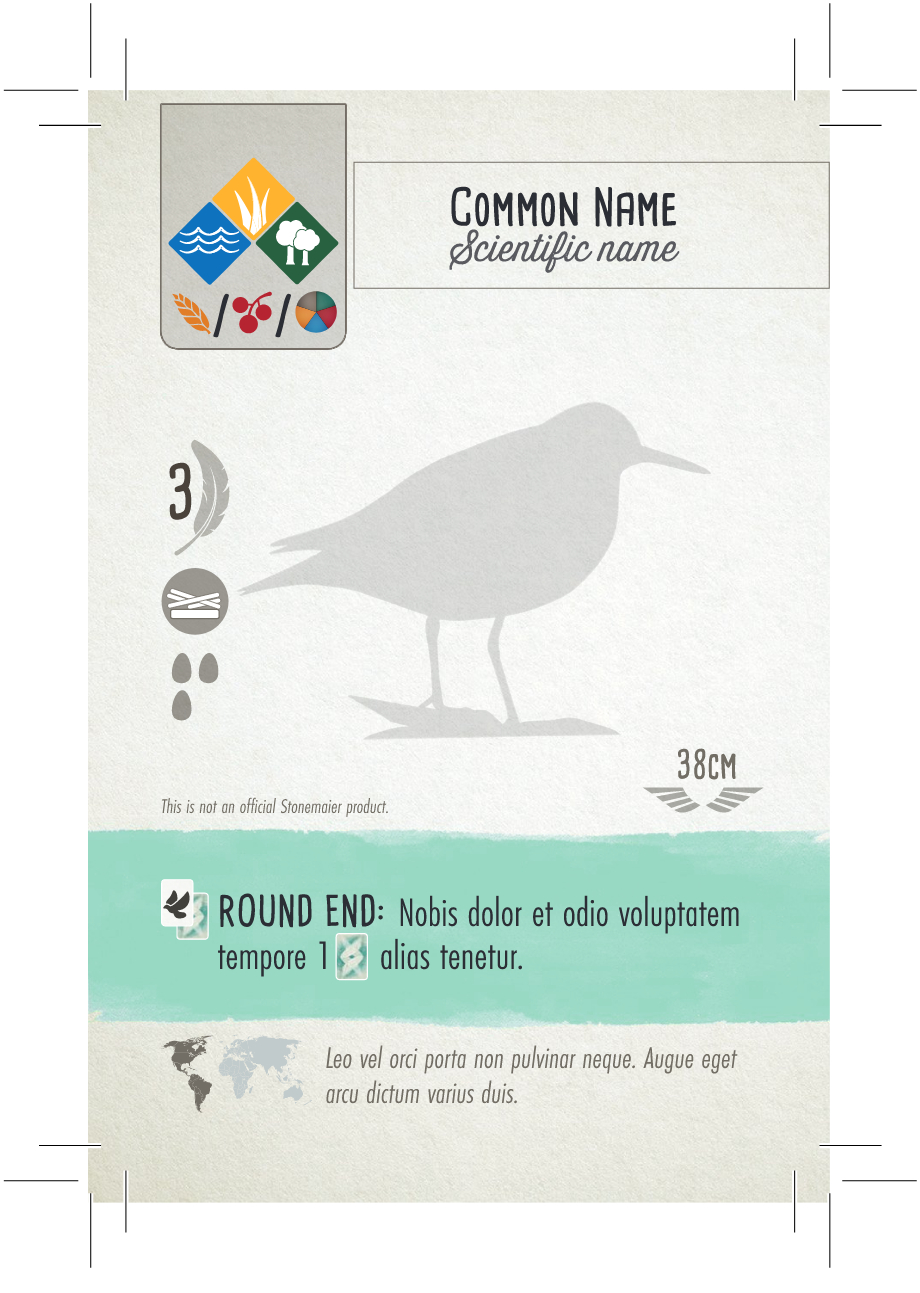 Common Name
Scientific name
/ /
3
38cm
This is not an official Stonemaier product.
ROUND END: Nobis dolor et odio voluptatem
tempore 1 alias tenetur.
Leo vel orci porta non pulvinar neque. Augue eget
arcu dictum varius duis.